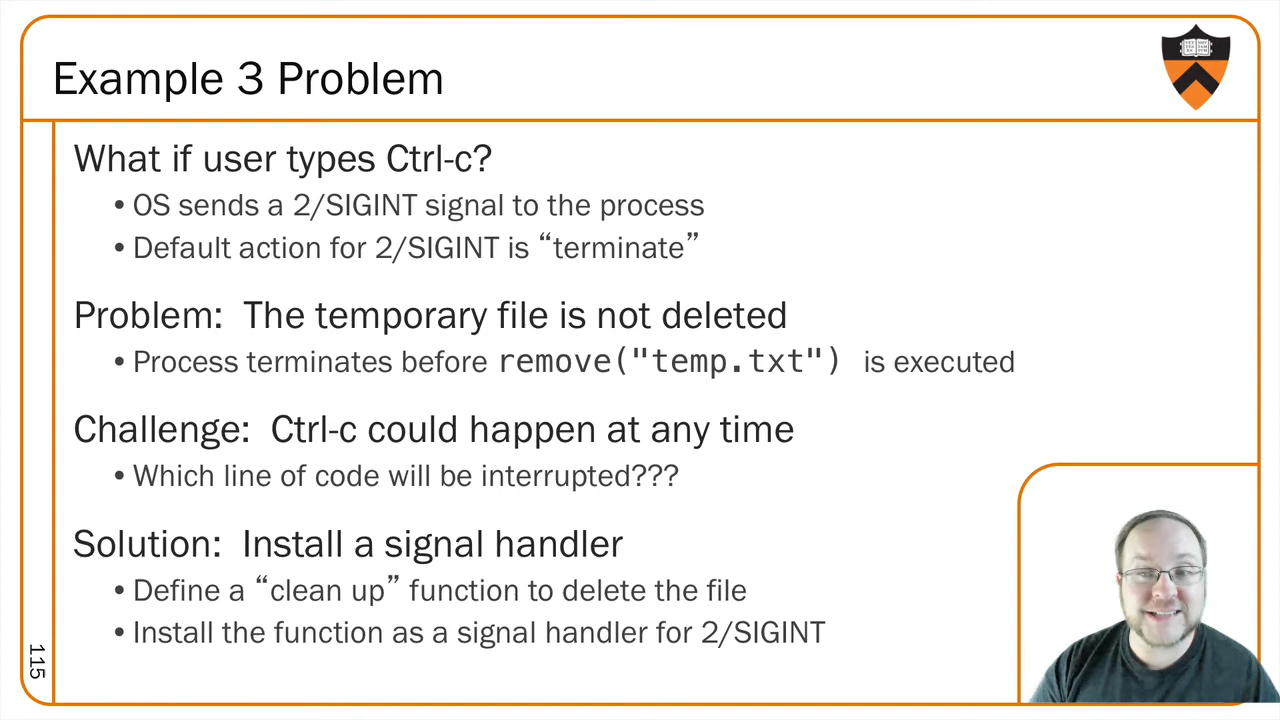 Example 3 Problem
What if user types Ctrl-c?
• OS sends a 2/SIGINT signal to the process
• Default action for 2/SIGINT is “terminate”
Problem:  The temporary file is not deleted
• Process terminates before remove("temp.txt") is executed
Challenge:  Ctrl-c could happen at any time
• Which line of code will be interrupted???
Solution:  Install a signal handler
• Define a “clean up” function to delete the file
• Install the function as a signal handler for 2/SIGINT
115